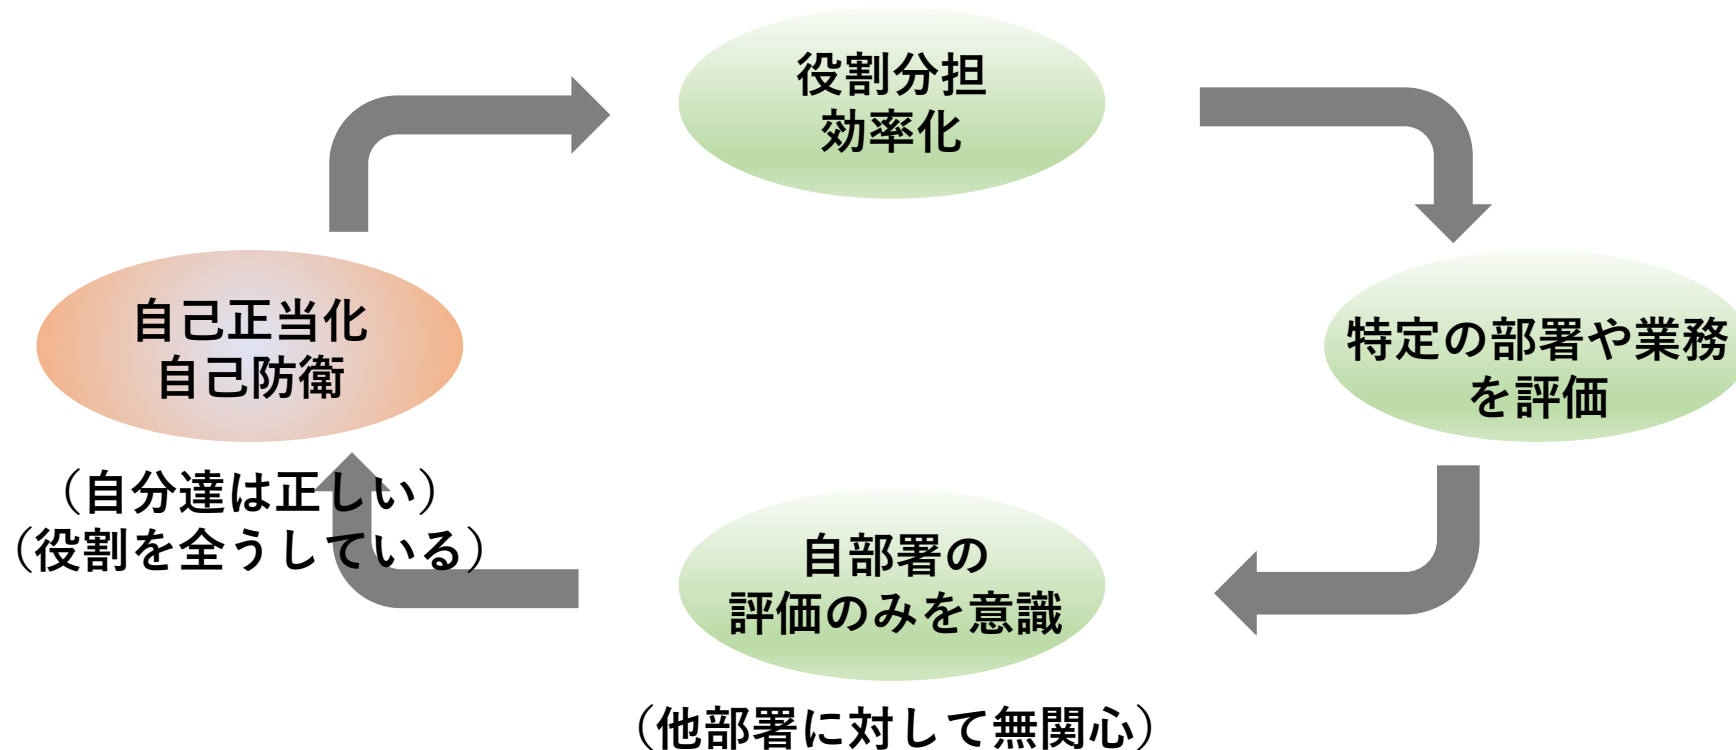 役割分担
効率化
自己正当化
自己防衛
特定の部署や業務
を評価
（自分達は正しい）
（役割を全うしている）
自部署の
評価のみを意識
（他部署に対して無関心）